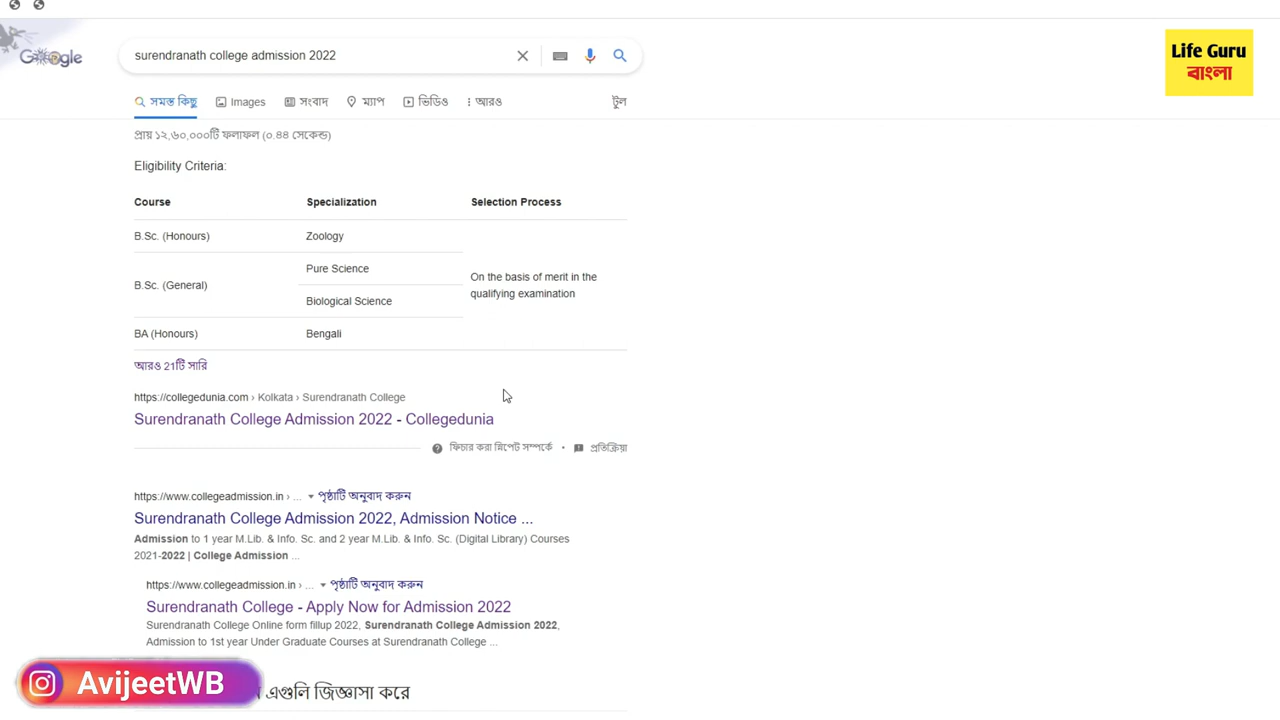 Google
surendranath college admission 2022
Life Guru
বাংলা
সমস্ত কিছু Images সংবাদ ম্যাপ ভিডিও আরও টুল
প্রায় ১২,৬০,০০০টি ফলাফল (০.৪৪ সেকেন্ড)
Eligibility Criteria:
Course Specialization Selection Process
B.Sc. (Honours) Zoology
Pure Science
B.Sc. (General)
Biological Science
On the basis of merit in the
qualifying examination
BA (Honours) Bengali
আরও 21টি সারি
https://collegedunia.com › Kolkata › Surendranath College
Surendranath College Admission 2022 - Collegedunia
ফিচার করা স্নিপেট সম্পর্কে • প্রতিক্রিয়া
https://www.collegeadmission.in › ... পৃষ্ঠাটি অনুবাদ করুন
Surendranath College Admission 2022, Admission Notice ...
Admission to 1 year M.Lib. & Info. Sc. and 2 year M.Lib. & Info. Sc. (Digital Library) Courses
2021-2022 | College Admission ...
https://www.collegeadmission.in › ... পৃষ্ঠাটি অনুবাদ করুন
Surendranath College - Apply Now for Admission 2022
Surendranath College Online form fillup 2022, Surendranath College Admission 2022,
Admission to 1st year Under Graduate Courses at Surendranath College ...
AvijeetWB
এগুলি জিজ্ঞাসা করে